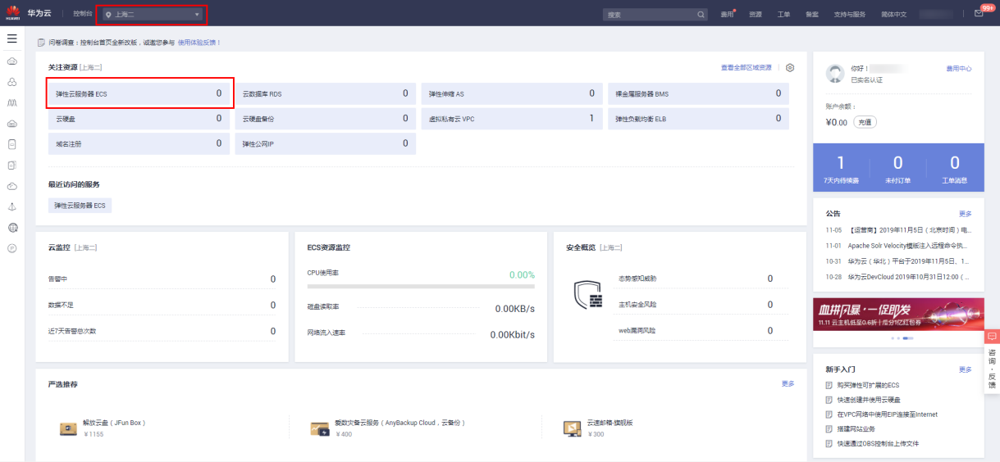 HUAWEI
华为云
控制台
上海二
搜索
费用
资源
工单
备案
支持与服务
简体中文
99+
问卷调查：控制台首页全新改版，诚邀您参与 使用体验反馈！
关注资源 [上海二]
查看全部区域资源
弹性云服务器 ECS 0
云数据库 RDS 0
弹性伸缩 AS 0
裸金属服务器 BMS 0
云硬盘 0
云硬盘备份 0
虚拟私有云 VPC 1
弹性负载均衡 ELB 0
域名注册 0
弹性公网IP 0
最近访问的服务
弹性云服务器 ECS
云监控 [上海二]
告警中 0
数据不足 0
近7天告警总次数 0
ECS资源监控
CPU使用率 0.00%
磁盘读取率 0.00KB/s
网络流入速率 0.00Kbit/s
安全概览 [上海二]
态势感知威胁 0
主机安全风险 0
web漏洞风险 0
严选推荐
更多
解放云盘（JFun Box）
¥ 1155
爱数灾备云服务（AnyBackup Cloud，云备份）
¥ 400
云速邮箱-旗舰版
¥ 300
你好！
费用中心
已实名认证
账户余额：
¥0.00 充值
1 0 0
7天内待续费 未付订单 工单消息
公告 更多
11-05 【运营商】2019年11月5日（北京时间）电...
11-01 Apache Solr Velocity模版注入远程命令执...
10-31 华为云（华北）平台于2019年11月5日、1...
10-28 华为云DevCloud 2019年10月31日12:00（...
血拼风暴·一促即发
11.11 云主机低至0.6折＋瓜分1亿红包券
新手入门 更多
购买弹性可扩展的ECS
快速创建并使用云硬盘
在VPC网络中使用EIP连接至Internet
搭建网站业务
快速通过OBS控制台上传文件
咨询·反馈